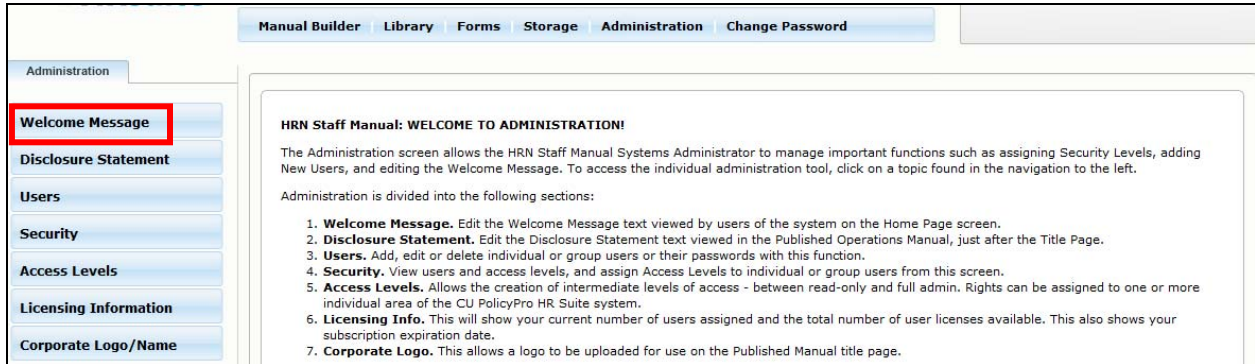 Manual Builder Library Forms Storage Administration Change Password
Administration
Welcome Message
Disclosure Statement
Users
Security
Access Levels
Licensing Information
Corporate Logo/Name
HRN Staff Manual: WELCOME TO ADMINISTRATION!
The Administration screen allows the HRN Staff Manual Systems Administrator to manage important functions such as assigning Security Levels, adding
New Users, and editing the Welcome Message. To access the individual administration tool, click on a topic found in the navigation to the left.
Administration is divided into the following sections:
1. Welcome Message. Edit the Welcome Message text viewed by users of the system on the Home Page screen.
2. Disclosure Statement. Edit the Disclosure Statement text viewed in the Published Operations Manual, just after the Title Page.
3. Users. Add, edit or delete individual or group users or their passwords with this function.
4. Security. View users and access levels, and assign Access Levels to individual or group users from this screen.
5. Access Levels. Allows the creation of intermediate levels of access - between read-only and full admin. Rights can be assigned to one or more
individual area of the CU PolicyPro HR Suite system.
6. Licensing Info. This will show your current number of users assigned and the total number of user licenses available. This also shows your
subscription expiration date.
7. Corporate Logo. This allows a logo to be uploaded for use on the Published Manual title page.